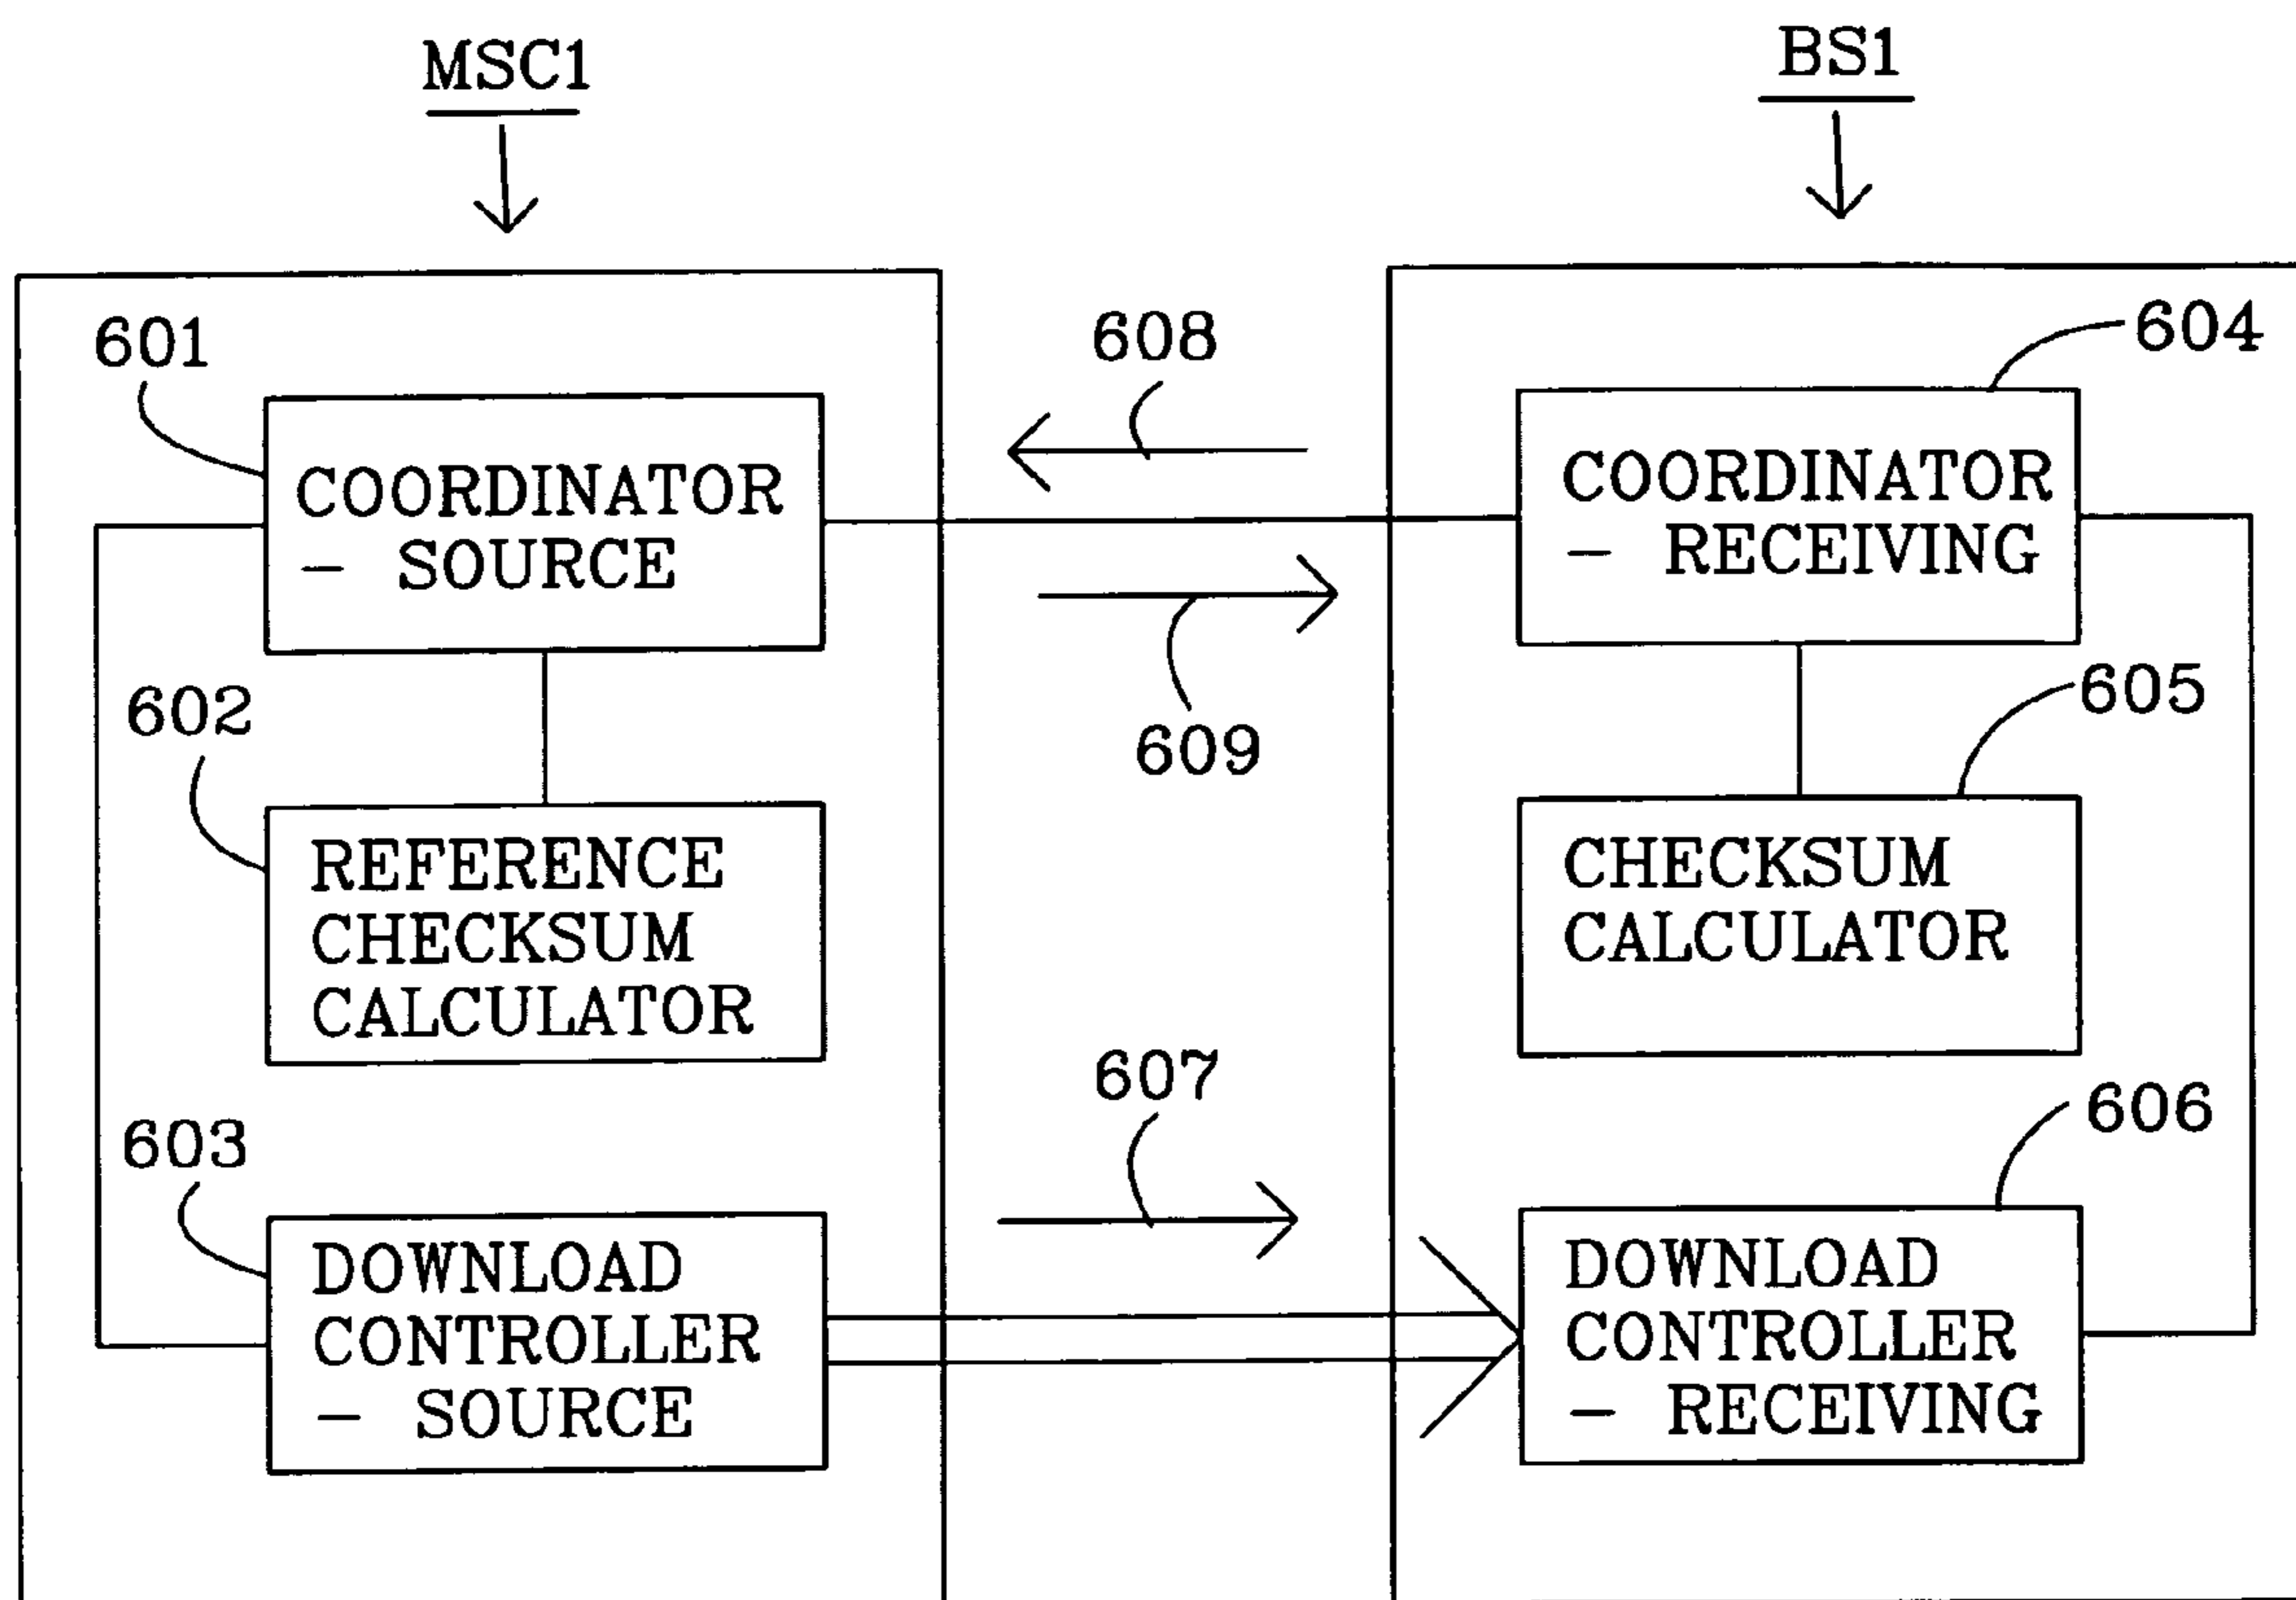 MSC1
BS1
601
608
604
COORDINATOR
- SOURCE
COORDINATOR
- RECEIVING
602
609
605
REFERENCE
CHECKSUM
CALCULATOR
CHECKSUM
CALCULATOR
603
607
606
DOWNLOAD
CONTROLLER
- SOURCE
DOWNLOAD
CONTROLLER
- RECEIVING